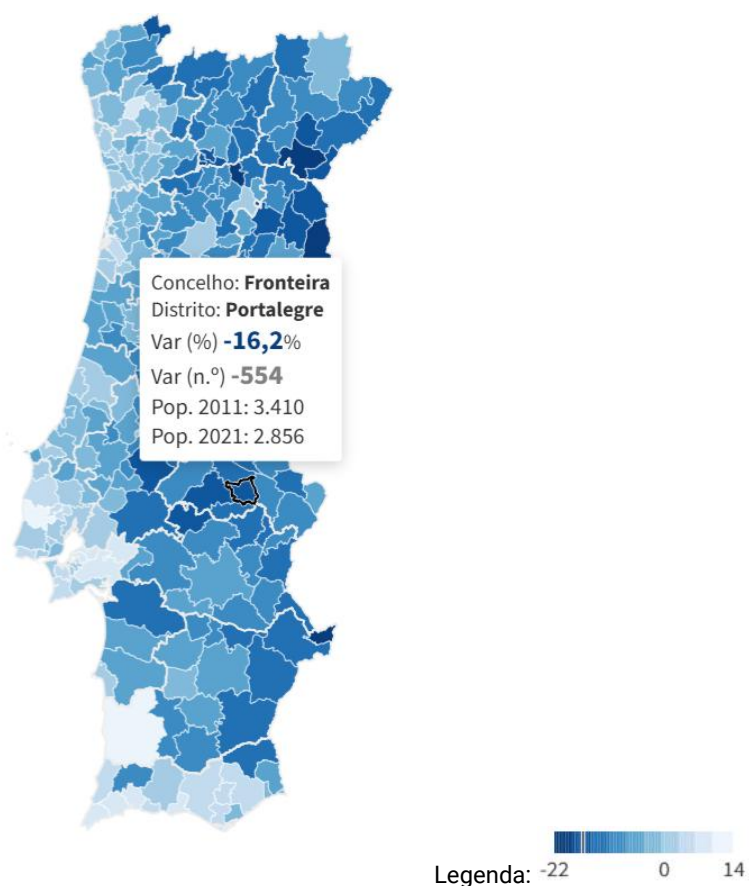 Concelho: Fronteira
Distrito: Portalegre
Var (%) -16,2%
Var (n.º) -554
Pop. 2011: 3.410
Pop. 2021: 2.856
Legenda: -22 0 14